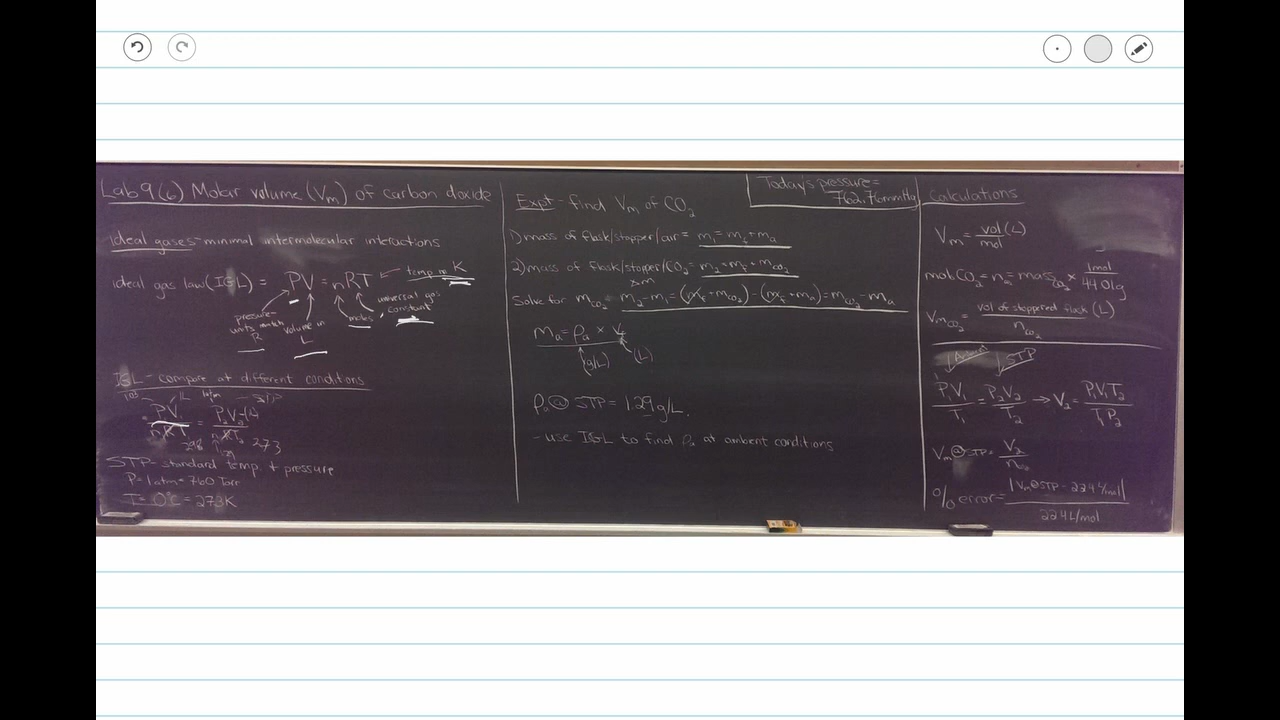 Lab 9(6) Molar volume (Vm) of carbon dioxide
ideal gases - minimal intermolecular interactions
ideal gas law (IGL) = PV = nRT ← temp in K
pressure - units match R
volume in L
moles
universal gas constant
IGL - compare at different conditions
STP - standard temp. + pressure
P = 1 atm = 760 Torr
T = 0°C = 273K
Expt - find Vm of CO2
Today's pressure = 762.76mmHg
1) mass of flask/stopper/air = m1 = mf + ma
2) mass of flask/stopper/CO2 = m2 = mf + mCO2
Δm
Solve for mCO2 = m2 - m1 = (mf + mCO2) - (mf + ma) = mCO2 - ma
ma = ρa × Vf
(g/L) (L)
ρa @ STP = 1.29 g/L.
- use IGL to find ρa at ambient conditions
Calculations
Vm = vol (L) / mol
mol CO2 = n = massCO2 × 1mol / 44.01g
VmCO2 = vol of stoppered flask (L) / nCO2
Ambient STP
P1V1/T1 = P2V2/T2 → V2 = P1V1T2/T1P2
Vm @ STP = V2 / nCO2
% error = |Vm@STP - 22.4 L/mol| / 22.4 L/mol